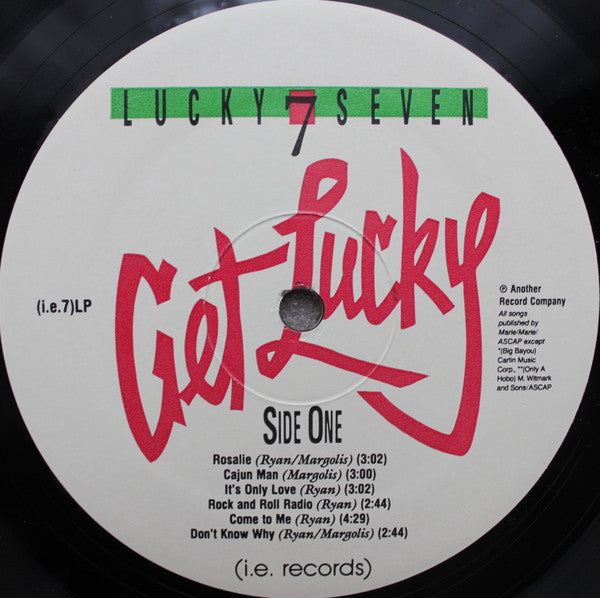 LUCKY 7 SEVEN
Get Lucky
(i.e.7)LP
℗ Another
Record Company
All songs
published by
Marie/Marie/
ASCAP except
*(Big Bayou)
Carlin Music
Corp., **(Only A
Hobo) M. Witmark
and Sons/ASCAP
SIDE ONE
Rosalie (Ryan/Margolis) (3:02)
Cajun Man (Margolis) (3:00)
It's Only Love (Ryan) (3:02)
Rock and Roll Radio (Ryan) (2:44)
Come to Me (Ryan) (4:29)
Don't Know Why (Ryan/Margolis) (2:44)
(i.e. records)